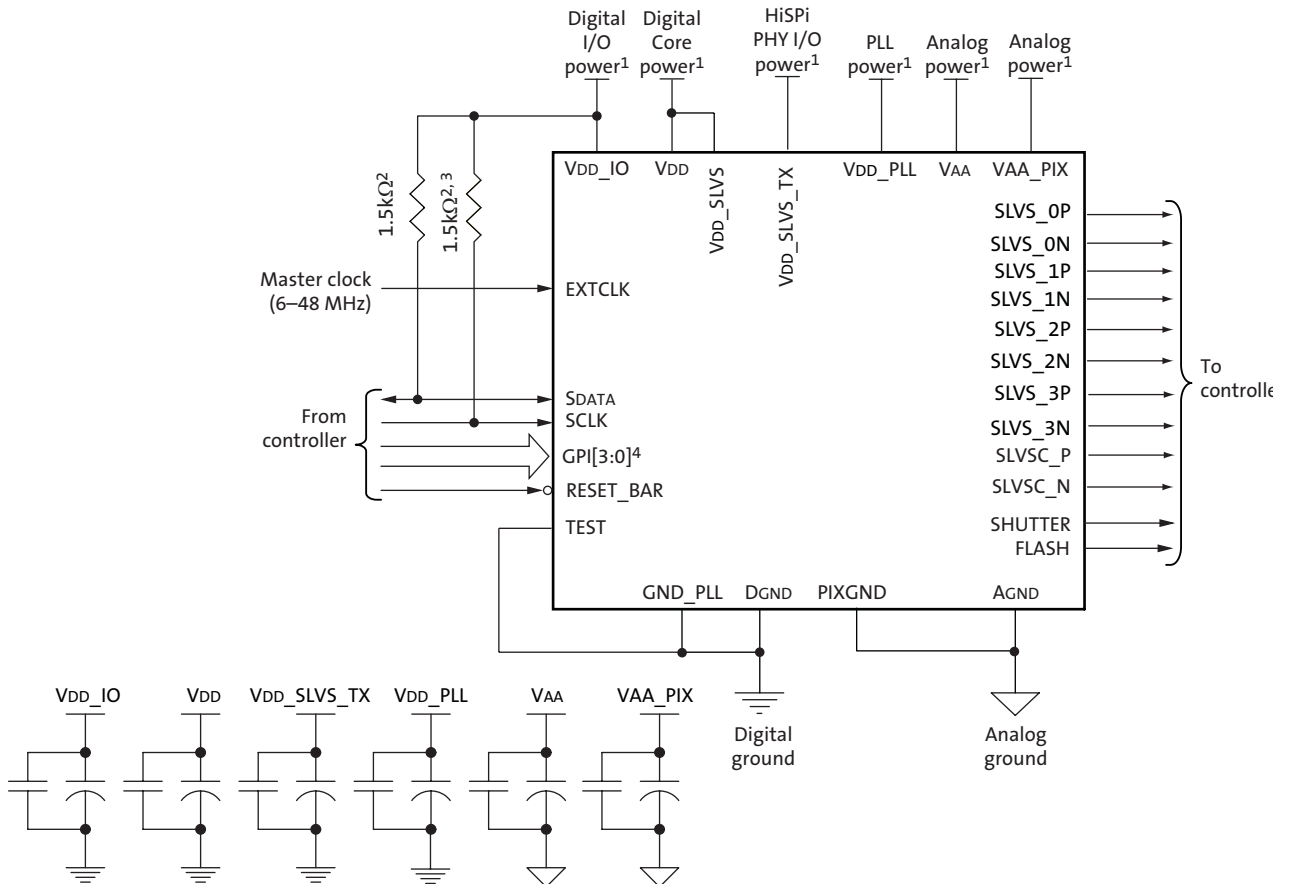 Digital
I/O
power1
Digital
Core
power1
HiSPi
PHY I/O
power1
PLL
power1
Analog
power1
Analog
power1
VDD_IO
VDD
VDD_SLVS
VDD_SLVS_TX
VDD_PLL
VAA
VAA_PIX
1.5kΩ2
1.5kΩ2, 3
Master clock
(6–48 MHz)
EXTCLK
From
controller
SDATA
SCLK
GPI[3:0]4
RESET_BAR
TEST
SLVS_0P
SLVS_0N
SLVS_1P
SLVS_1N
SLVS_2P
SLVS_2N
SLVS_3P
SLVS_3N
SLVSC_P
SLVSC_N
SHUTTER
FLASH
To
controlle
GND_PLL
DGND
PIXGND
AGND
Digital
ground
Analog
ground
VDD_IO
VDD
VDD_SLVS_TX
VDD_PLL
VAA
VAA_PIX